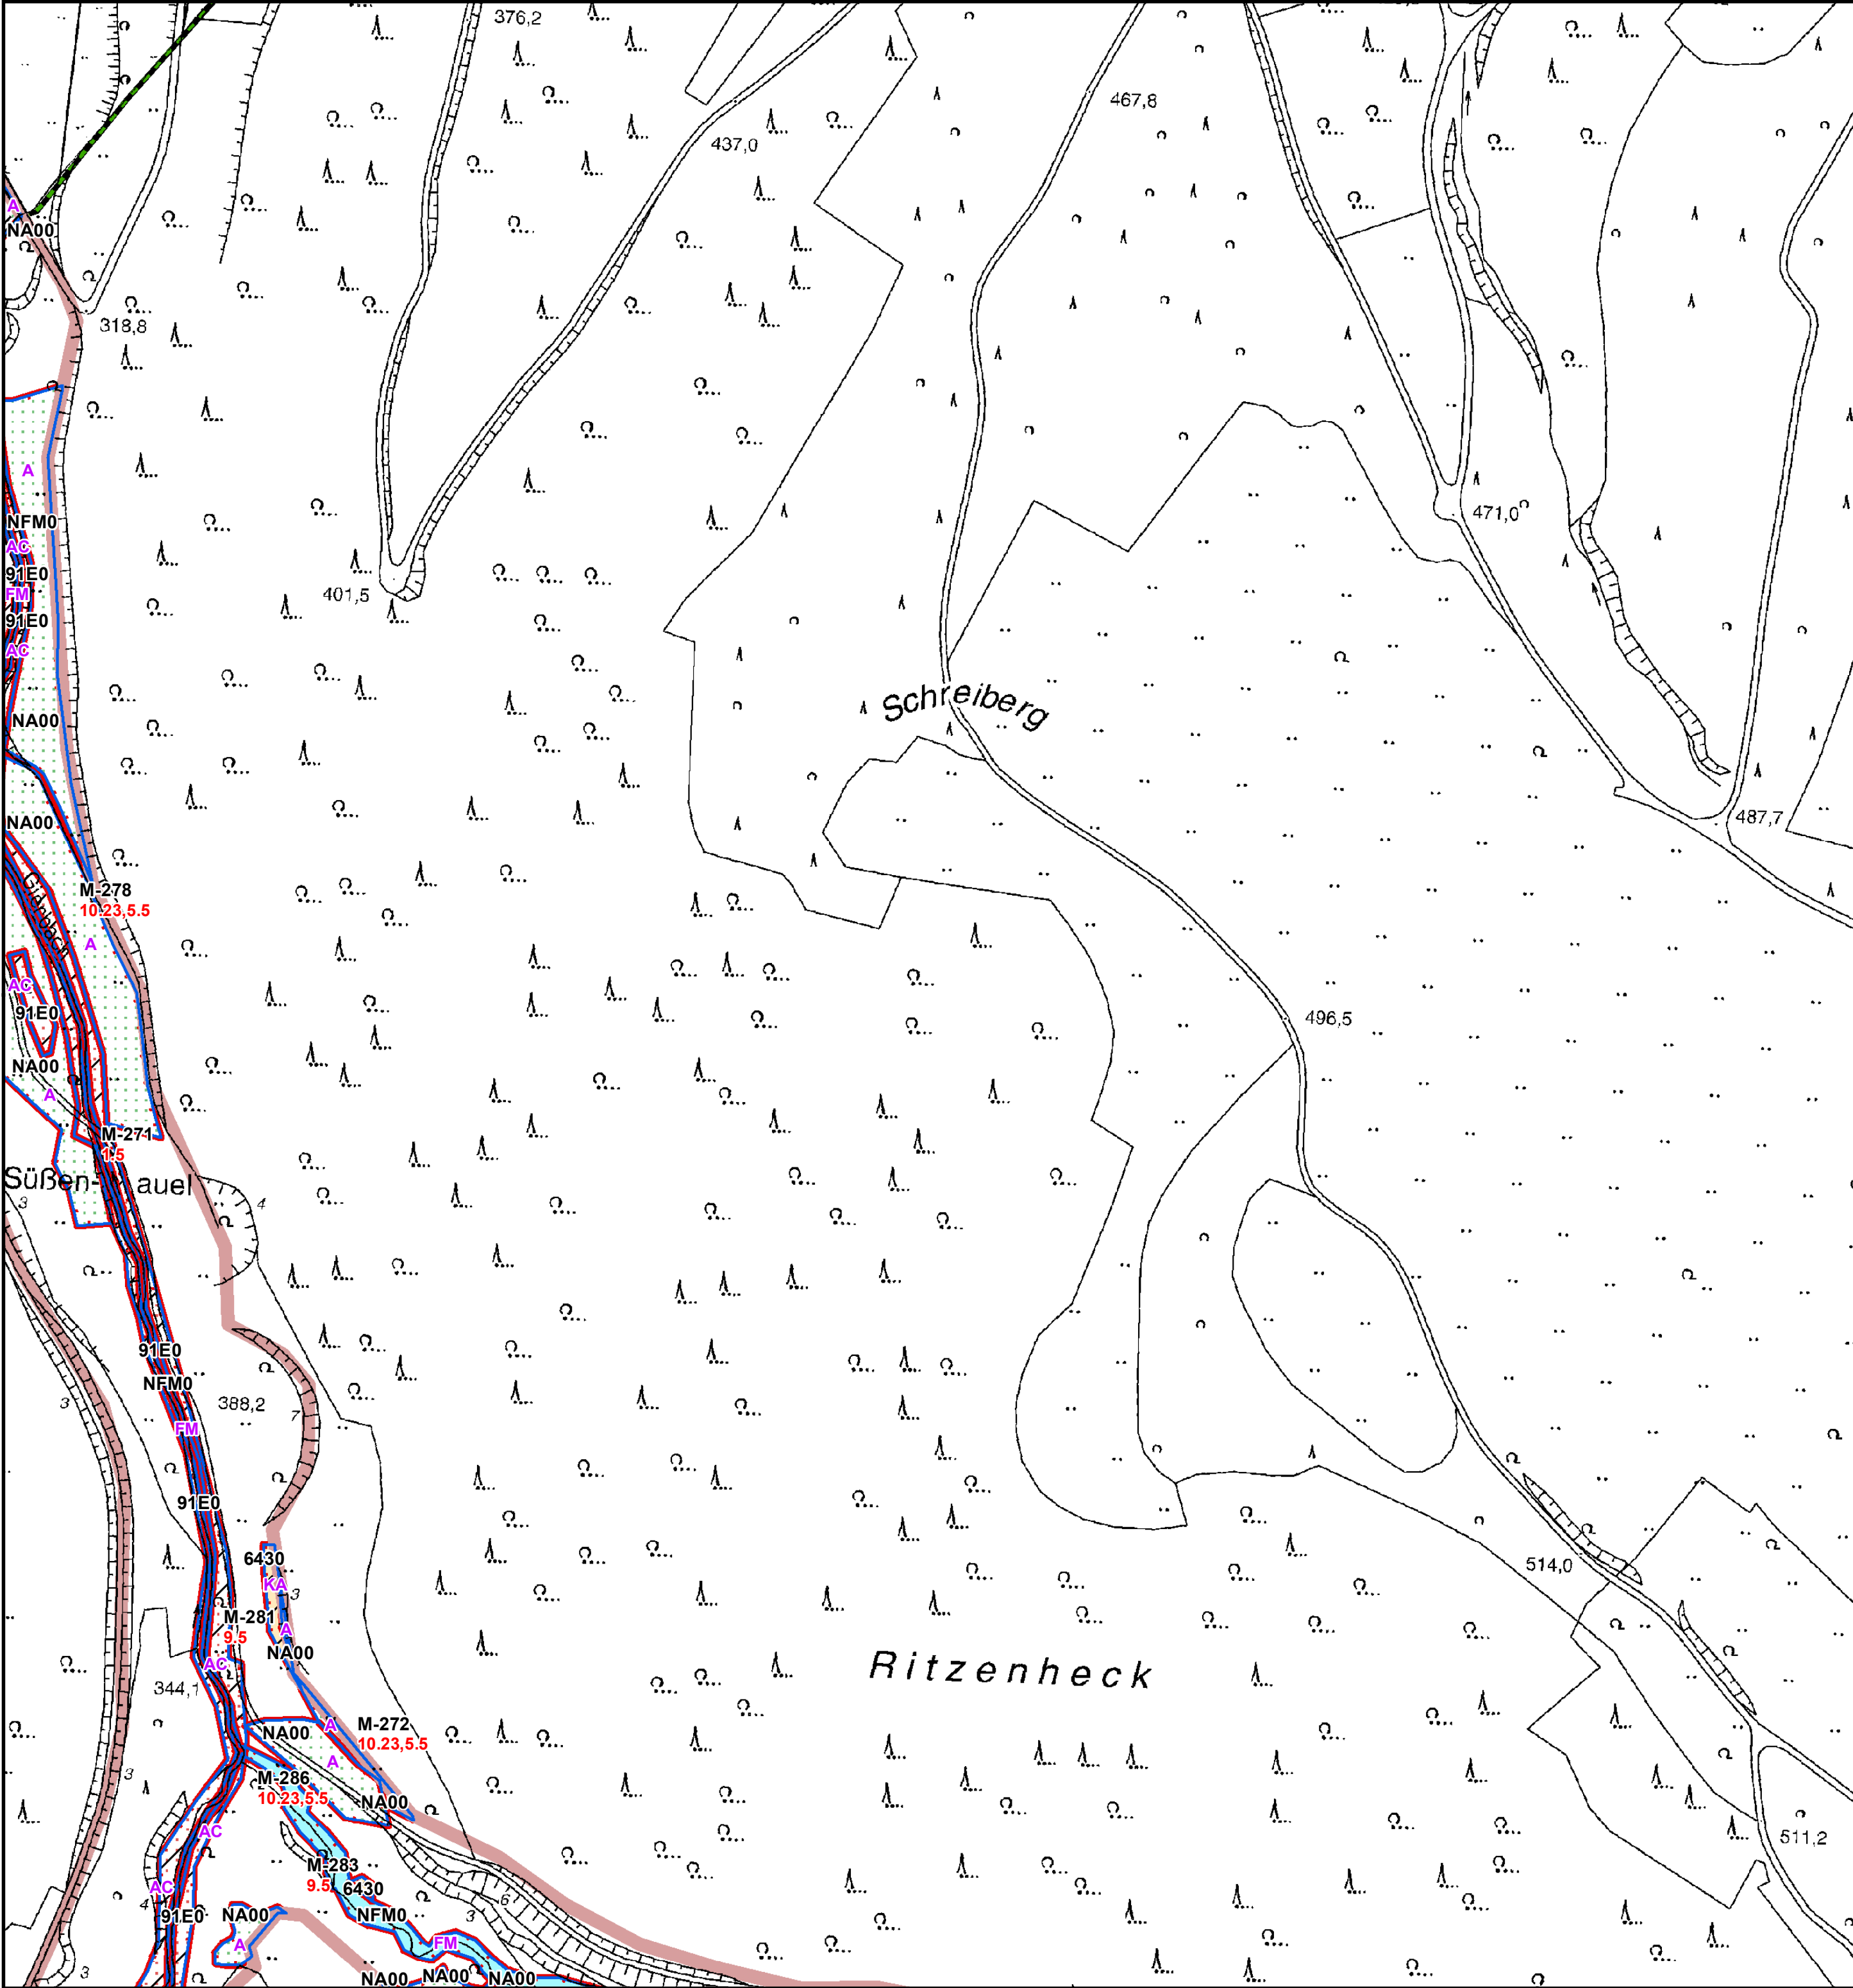 376,2
467,8
437,0
A
NA00
318,8
A
NFM0
AC
91E0
FM
91E0
AC
401,5
471,0
NA00
Schreiberg
NA00
487,7
M-278
10.23,5.5
A
AC
91E0
496,5
NA00
A
M-271
1.5
Süßen- auel
3
4
91E0
NFM0
388,2
3
7
FM
91E0
6430
KA
3
514,0
M-281
9.5
A
NA00
AC
344,1
Ritzenheck
A
M-272
NA00
10.23,5.5
A
3
M-286
10.23,5.5
NA00
AC
511,2
M-283
9.5
6430
AC
4
6
91E0
NA00
NFM0
3
A
FM
3
NA00
NA00
NA00